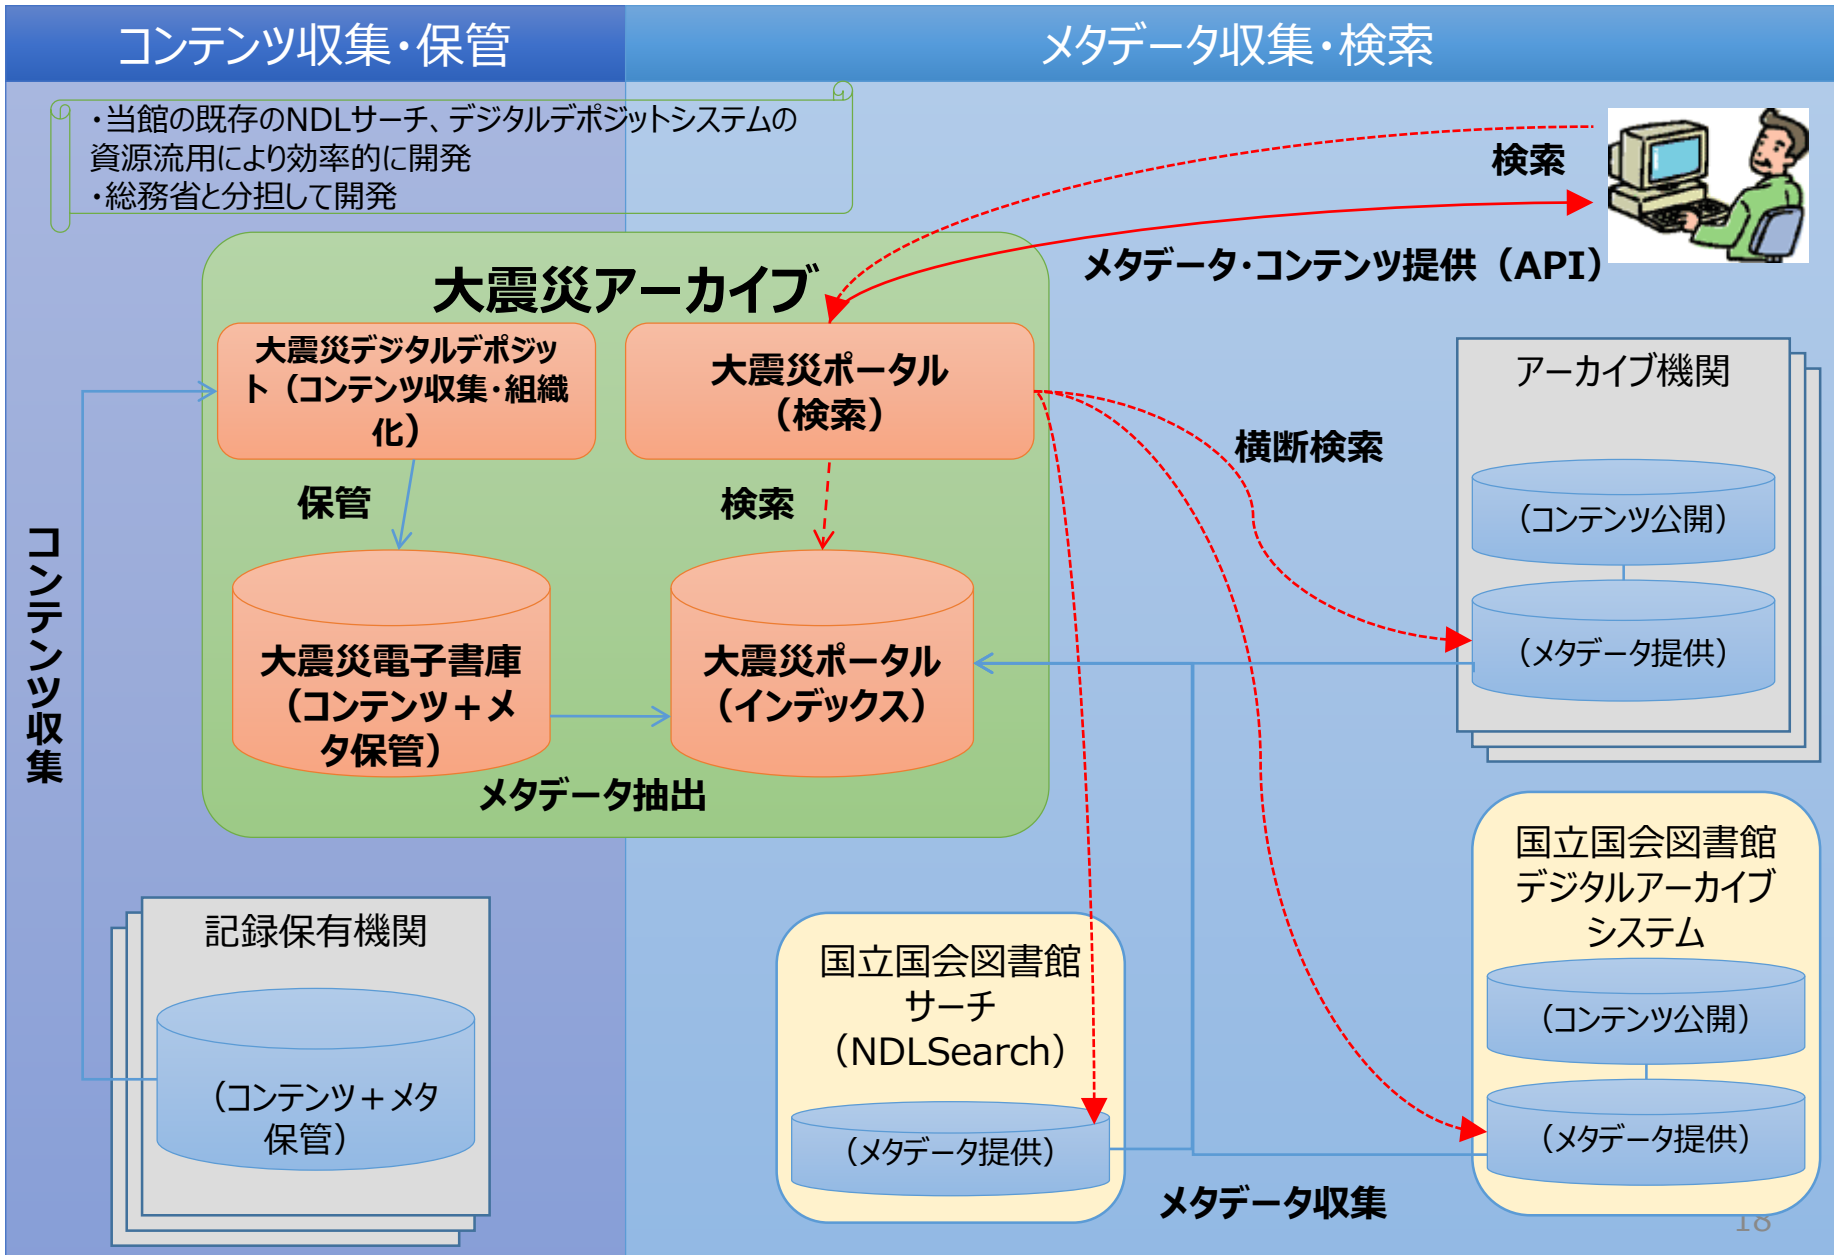 コンテンツ収集・保管
メタデータ収集・検索
・当館の既存のNDLサーチ、デジタルデポジットシステムの
資源流用により効率的に開発
・総務省と分担して開発
検索
メタデータ・コンテンツ提供（API）
大震災アーカイブ
大震災デジタルデポジッ
ト（コンテンツ収集・組織
化）
大震災ポータル
（検索）
アーカイブ機関
横断検索
保管
検索
（コンテンツ公開）
（メタデータ提供）
コンテンツ収集
大震災電子書庫
（コンテンツ＋メ
タ保管）
大震災ポータル
（インデックス）
メタデータ抽出
国立国会図書館
デジタルアーカイブ
システム
（コンテンツ公開）
（メタデータ提供）
記録保有機関
（コンテンツ＋メタ
保管）
国立国会図書館
サーチ
（NDLSearch）
（メタデータ提供）
メタデータ収集
18